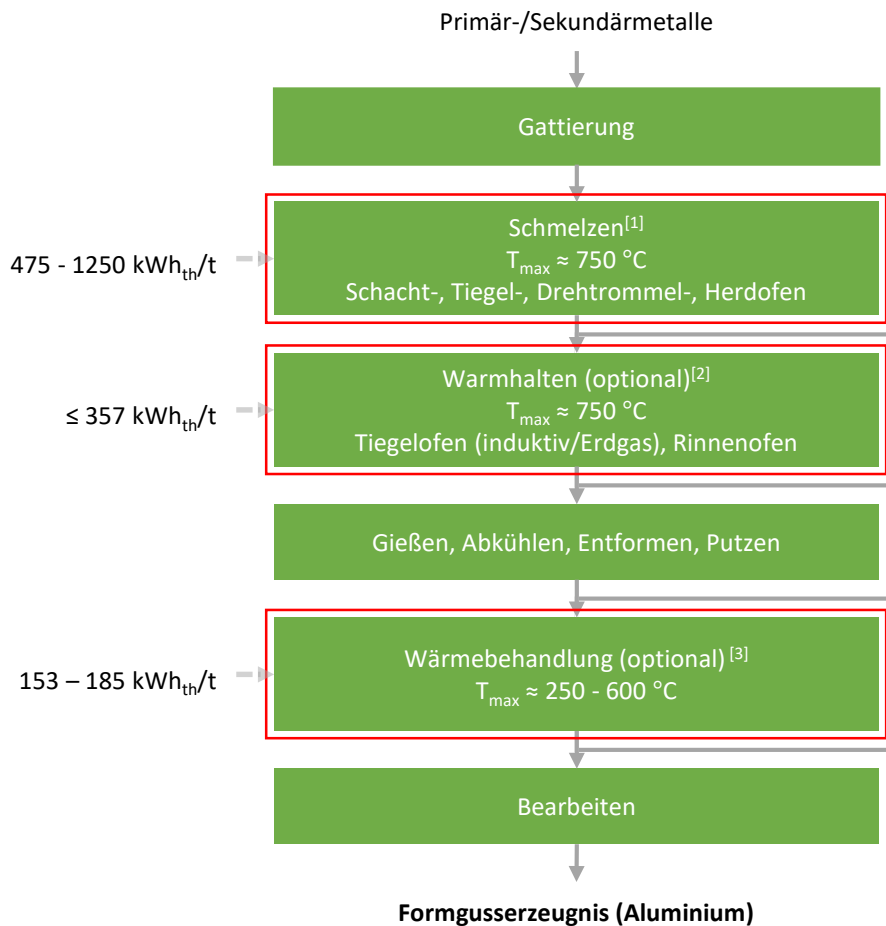 Primär-/Sekundärmetalle
Gattierung
Schmelzen[1]
Tmax ≈ 750 °C
Schacht-, Tiegel-, Drehtrommel-, Herdofen
475 - 1250 kWhth/t
Warmhalten (optional)[2]
Tmax ≈ 750 °C
Tiegelofen (induktiv/Erdgas), Rinnenofen
≤ 357 kWhth/t
Gießen, Abkühlen, Entformen, Putzen
Wärmebehandlung (optional) [3]
Tmax ≈ 250 - 600 °C
153 – 185 kWhth/t
Bearbeiten
Formgusserzeugnis (Aluminium)